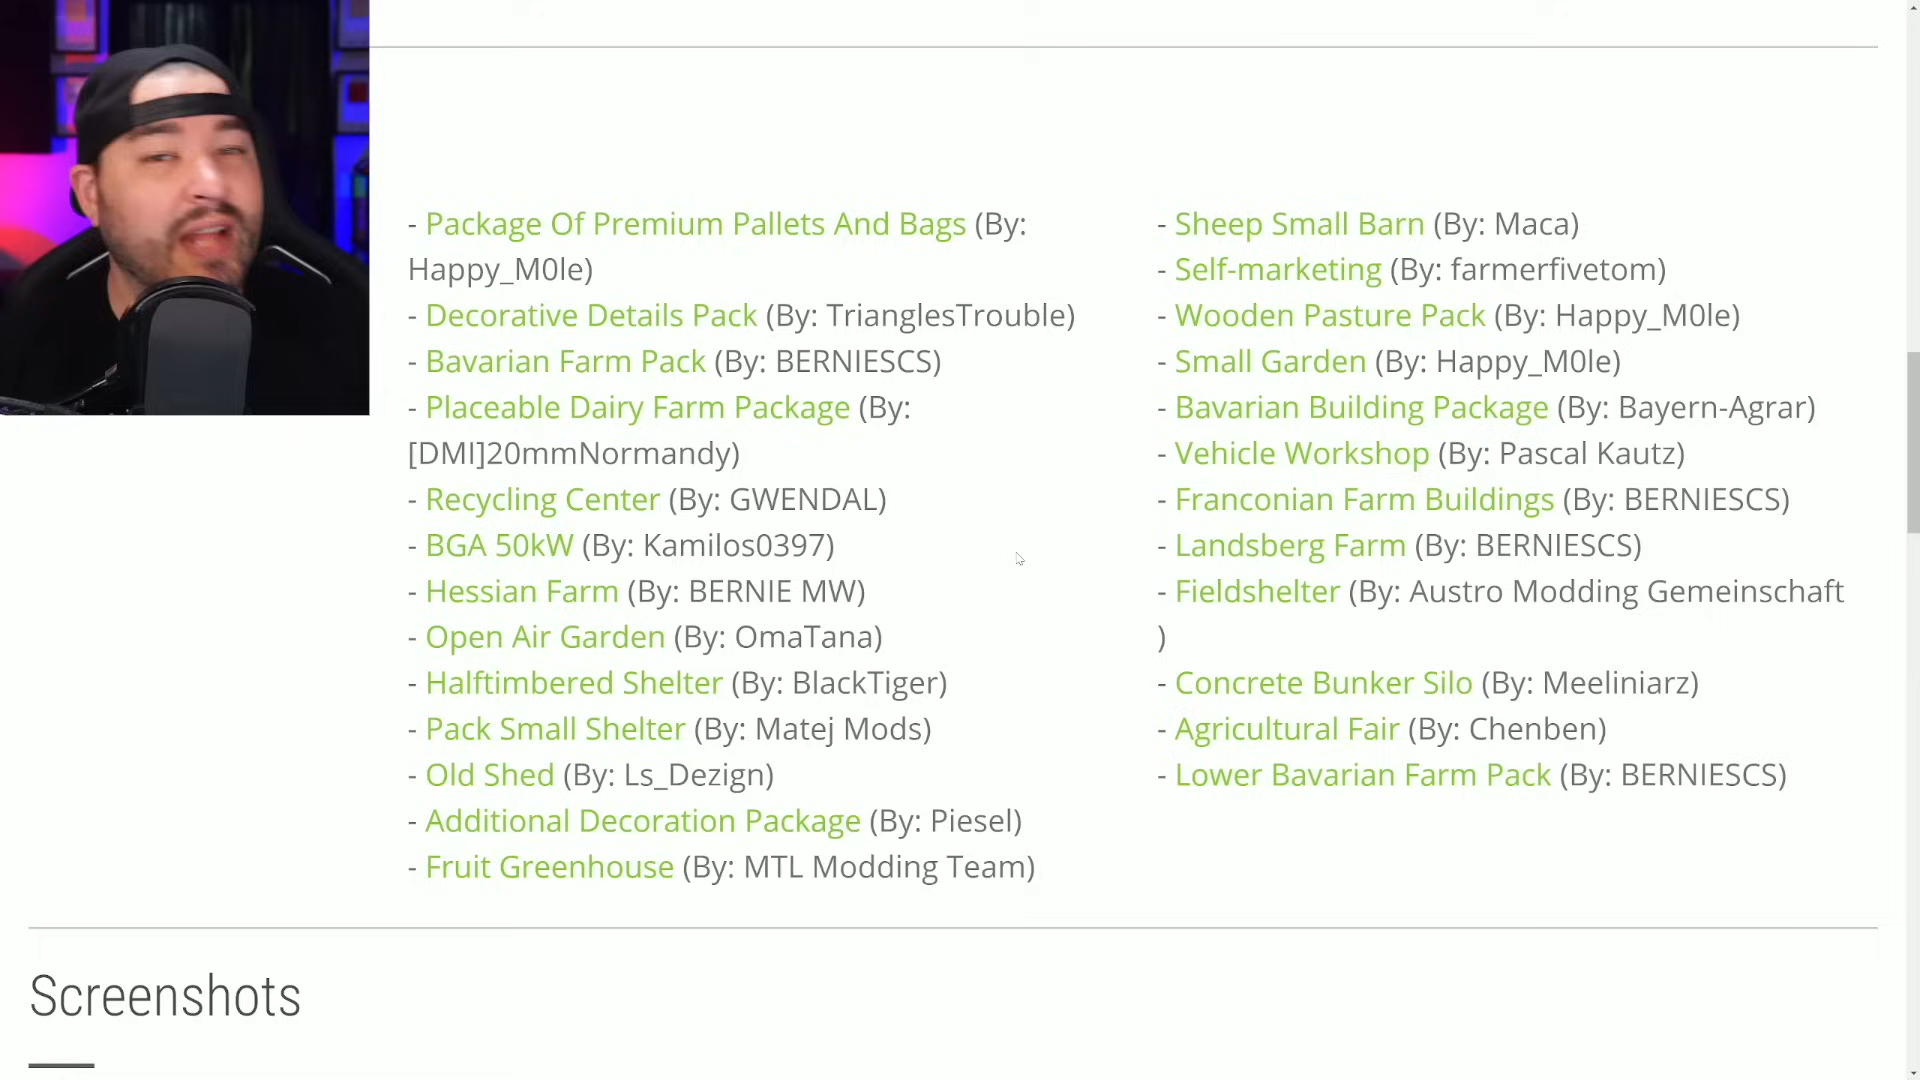 - Package Of Premium Pallets And Bags (By:
Happy_M0le)
- Decorative Details Pack (By: TrianglesTrouble)
- Bavarian Farm Pack (By: BERNIESCS)
- Placeable Dairy Farm Package (By:
[DMI]20mmNormandy)
- Recycling Center (By: GWENDAL)
- BGA 50kW (By: Kamilos0397)
- Hessian Farm (By: BERNIE MW)
- Open Air Garden (By: OmaTana)
- Halftimbered Shelter (By: BlackTiger)
- Pack Small Shelter (By: Matej Mods)
- Old Shed (By: Ls_Dezign)
- Additional Decoration Package (By: Piesel)
- Fruit Greenhouse (By: MTL Modding Team)
- Sheep Small Barn (By: Maca)
- Self-marketing (By: farmerfivetom)
- Wooden Pasture Pack (By: Happy_M0le)
- Small Garden (By: Happy_M0le)
- Bavarian Building Package (By: Bayern-Agrar)
- Vehicle Workshop (By: Pascal Kautz)
- Franconian Farm Buildings (By: BERNIESCS)
- Landsberg Farm (By: BERNIESCS)
- Fieldshelter (By: Austro Modding Gemeinschaft
)
- Concrete Bunker Silo (By: Meeliniarz)
- Agricultural Fair (By: Chenben)
- Lower Bavarian Farm Pack (By: BERNIESCS)
Screenshots